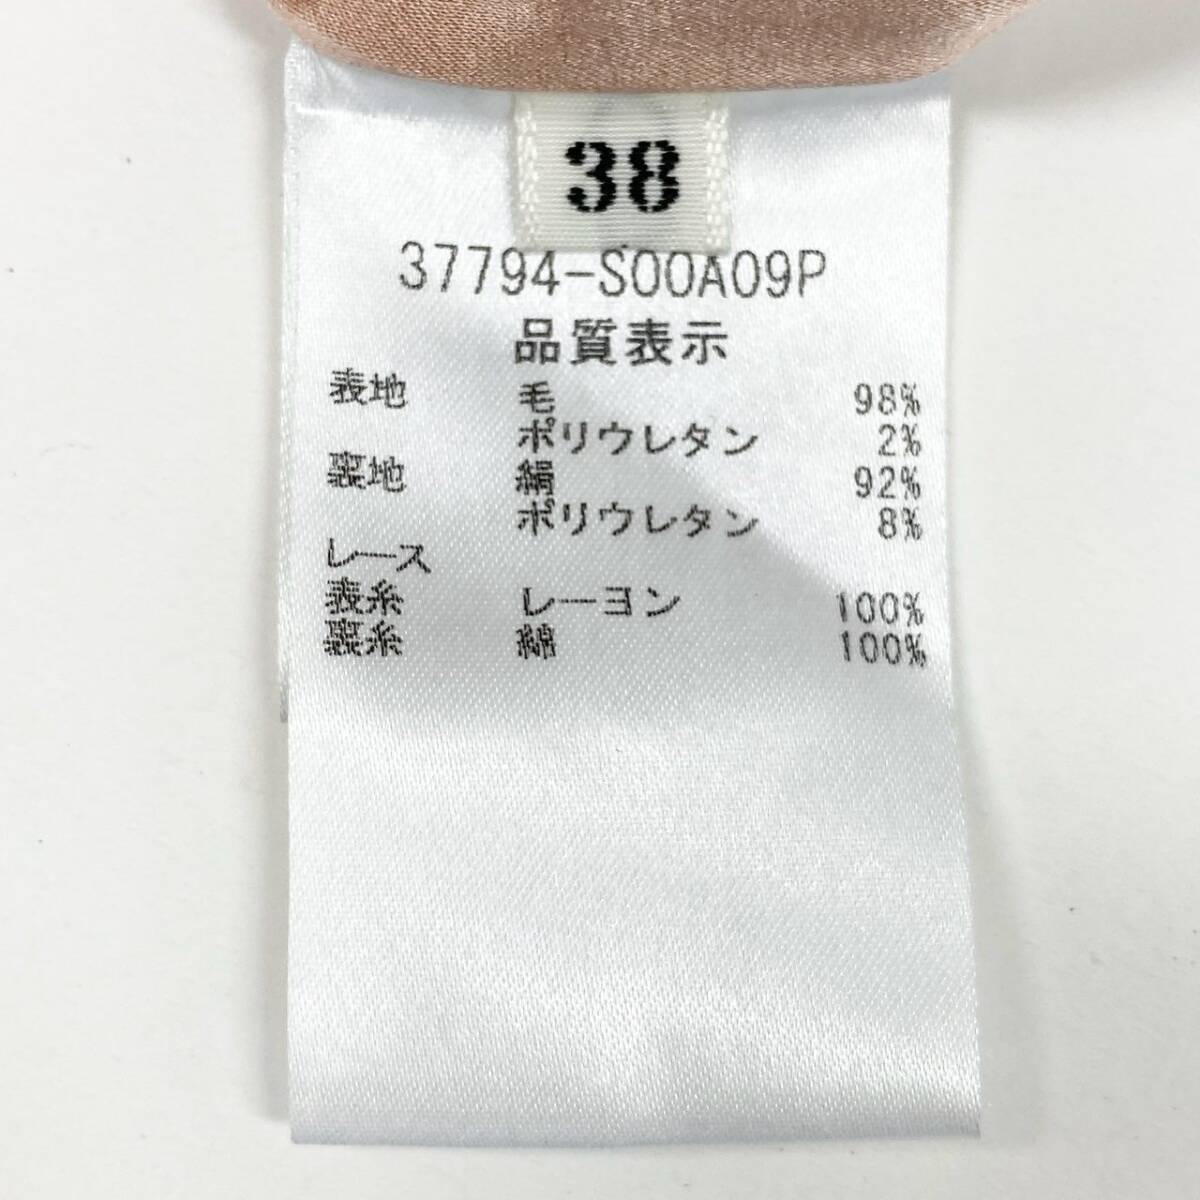 38
37794-S00A09P
品質表示
表地 毛 98%
ポリウレタン 2%
裏地 絹 92%
ポリウレタン 8%
レース
表糸 レーヨン 100%
裏糸 綿 100%